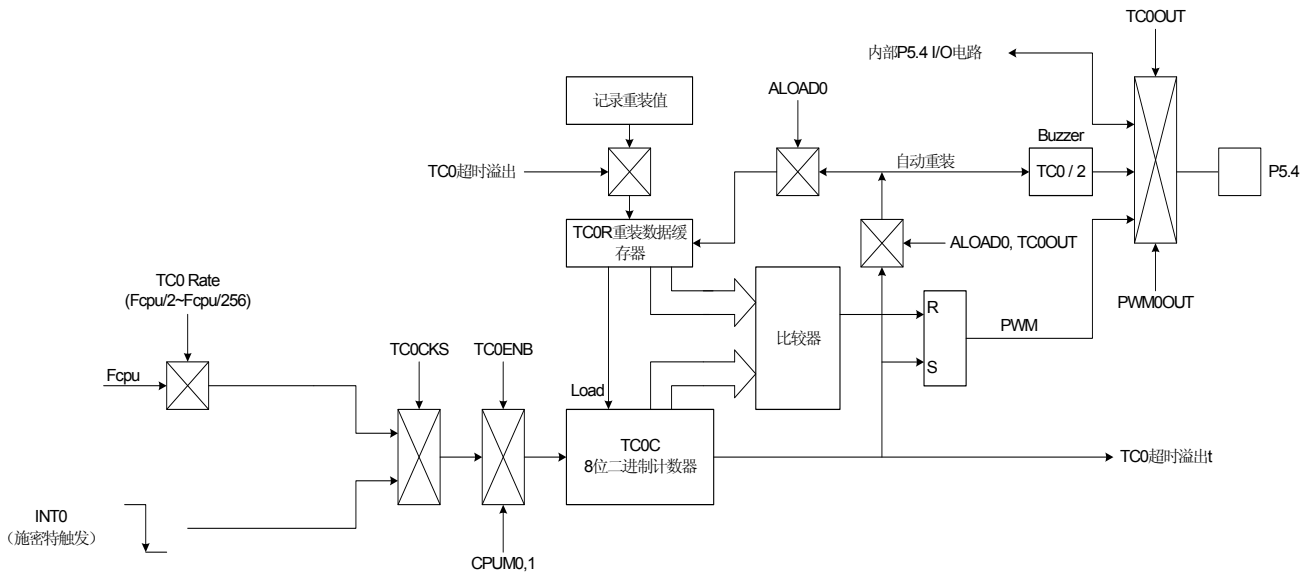 TC0OUT
内部P5.4 I/O电路
记录重装值
ALOAD0
Buzzer
TC0超时溢出
自动重装
TC0 / 2
P5.4
TC0R重装数据缓
存器
ALOAD0, TC0OUT
TC0 Rate
(Fcpu/2~Fcpu/256)
PWM0OUT
比较器
R
PWM
S
TC0CKS
TC0ENB
Fcpu
Load
TC0C
8位二进制计数器
TC0超时溢出t
INT0
（施密特触发）
CPUM0,1